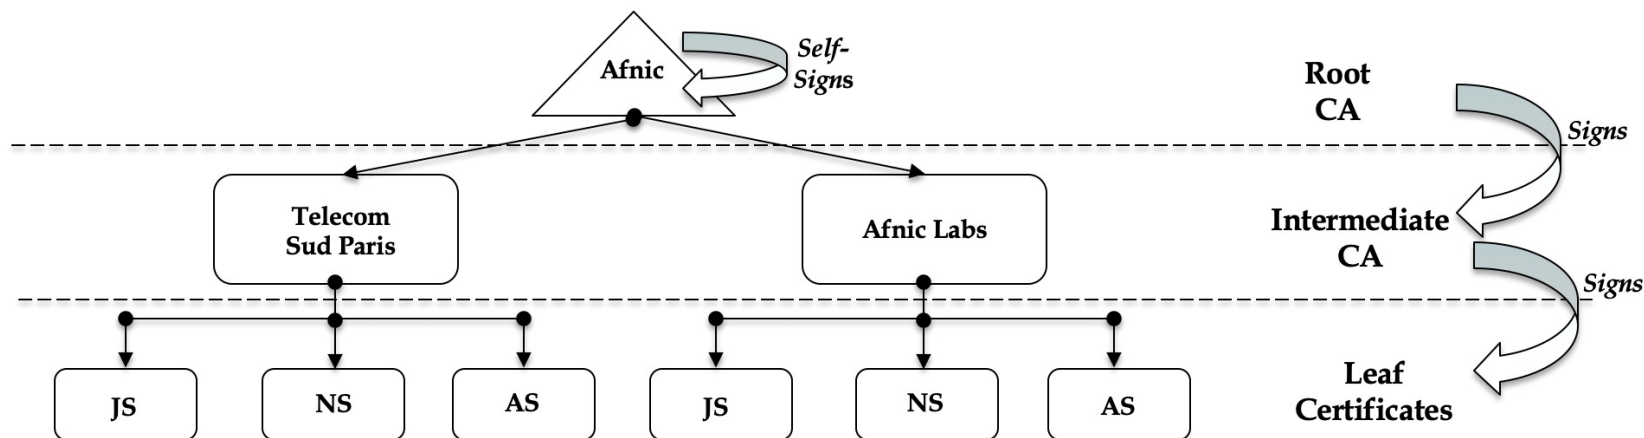 Afnic
Self-
Signs
Root
CA
Signs
Telecom
Sud Paris
Afnic Labs
Intermediate
CA
Signs
JS
NS
AS
JS
NS
AS
Leaf
Certificates